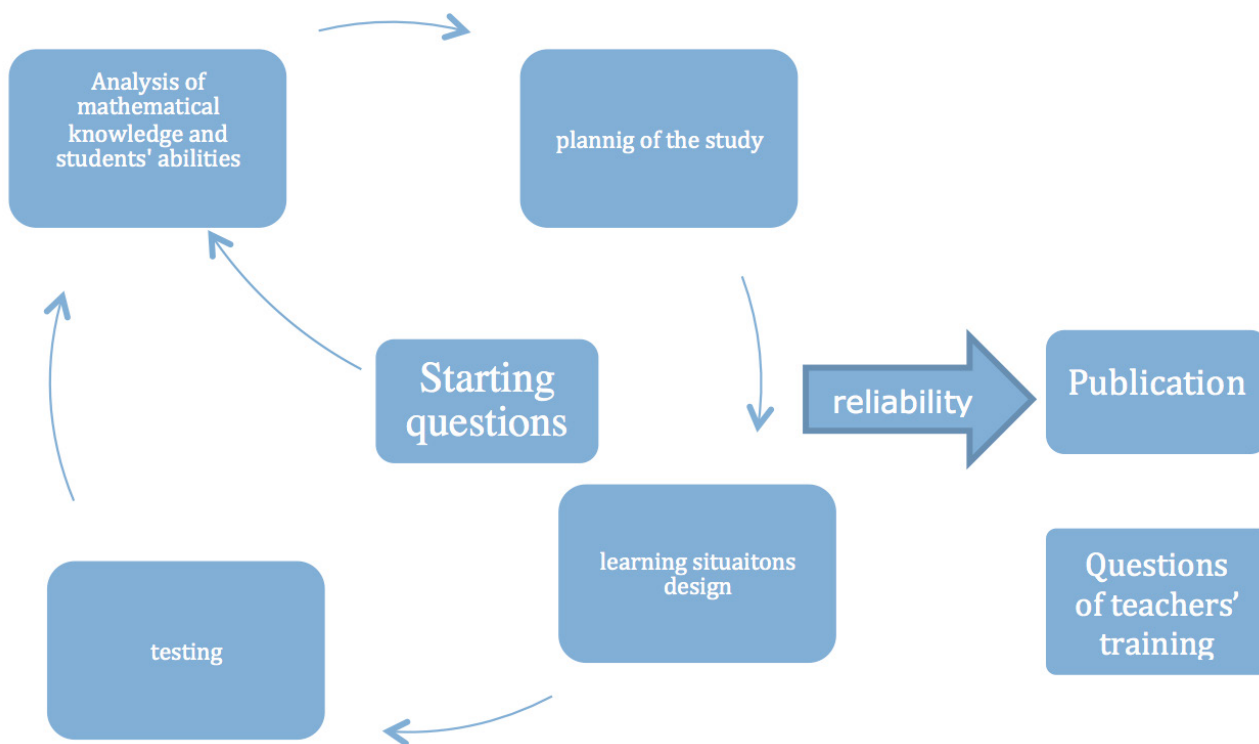 Analysis of
mathematical
knowledge and
students' abilities
plannig of the study
Starting
questions
reliability
Publication
learning situaitons
design
testing
Questions
of teachers’
training